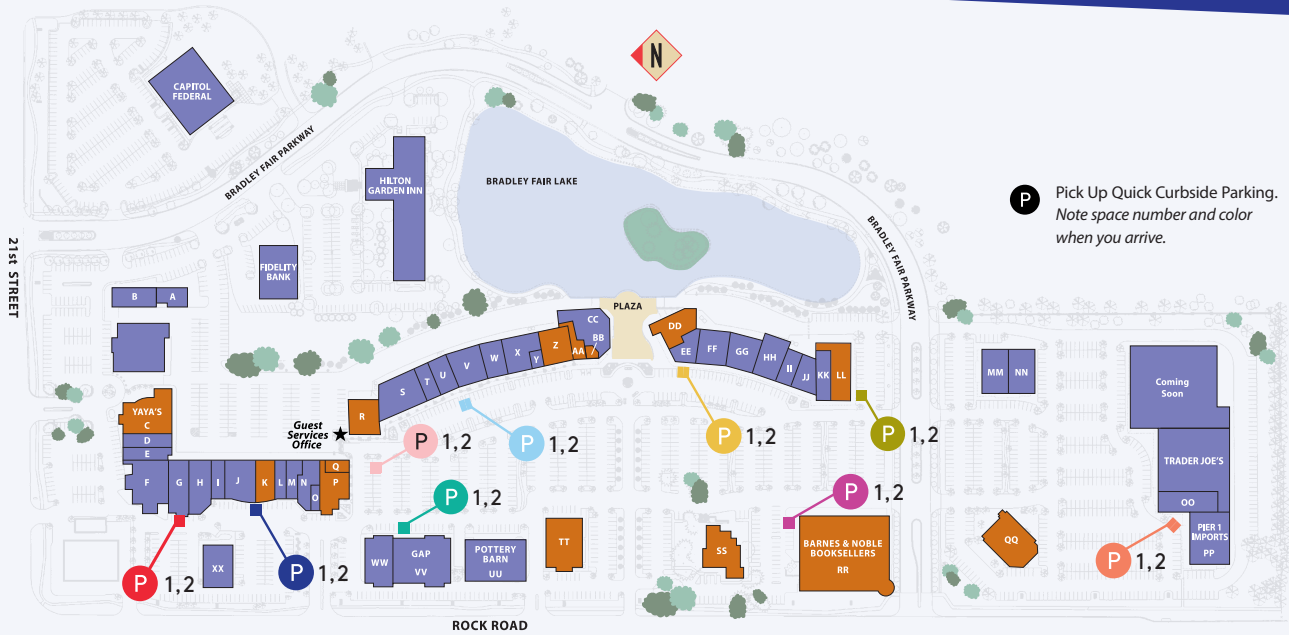 N
CAPITOL
FEDERAL
BRADLEY FAIR PARKWAY
HILTON
GARDEN INN
BRADLEY FAIR LAKE
P Pick Up Quick Curbside Parking.
Note space number and color
when you arrive.
BRADLEY FAIR PARKWAY
21st STREET
FIDELITY
BANK
B A
PLAZA
CC
BB
AA
Z
Y
X
W
V
U
T
S
R
DD
EE
FF
GG
HH
II
JJ
KK
LL
MM NN
Coming
Soon
TRADER JOE'S
OO
PIER 1
IMPORTS
PP
YAYA'S
C
D
E
F
G
H
I
J
K
L
M
N
O
P
Q
Guest
Services
Office
P 1,2
P 1,2
P 1,2
P 1,2
P 1,2
P 1,2
P 1,2
P 1,2
P 1,2
XX
WW
GAP
VV
POTTERY
BARN
UU
TT
SS
BARNES & NOBLE
BOOKSELLERS
RR
QQ
ROCK ROAD